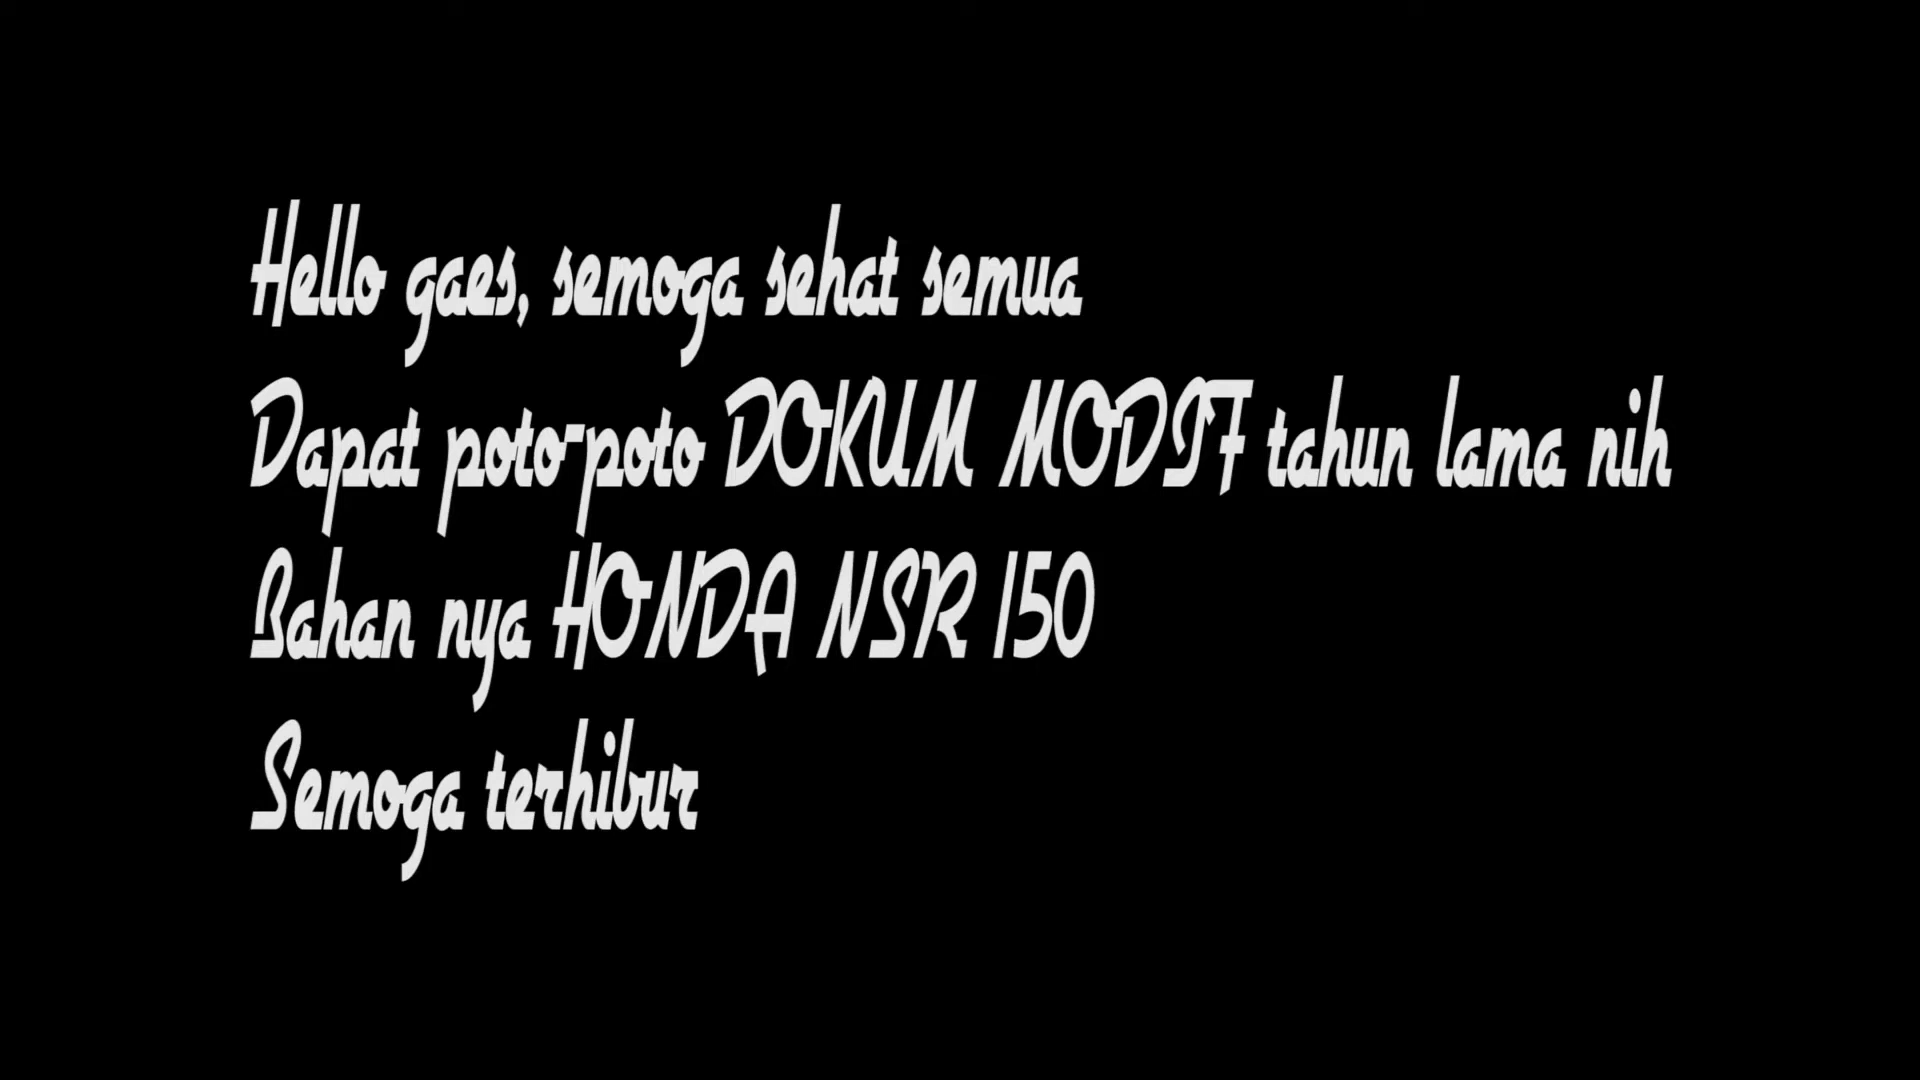 Hello gaes, semoga sehat semua
Dapat poto-poto DOKUM MODIF tahun lama nih
Bahan nya HONDA NSR 150
Semoga terhibur